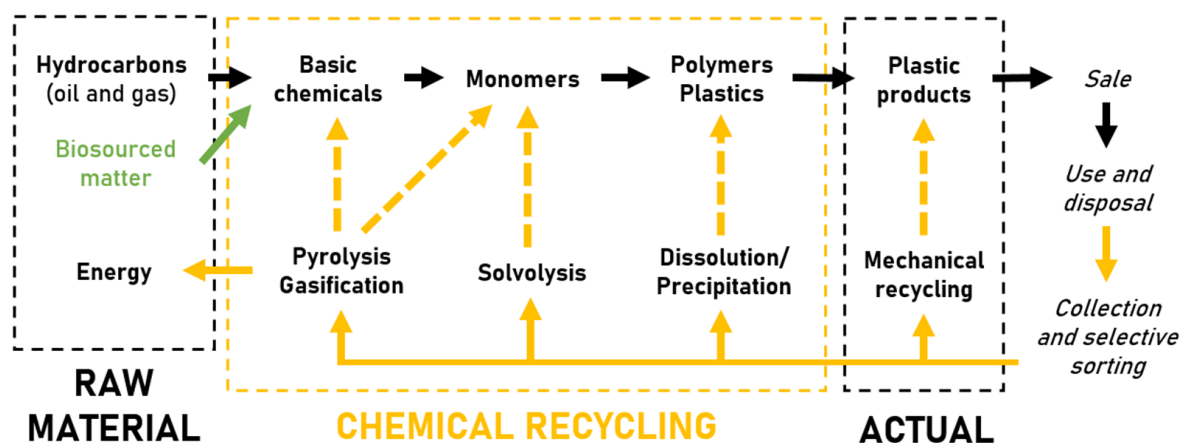 Hydrocarbons
(oil and gas)
Biosourced
matter
Energy
Basic
chemicals
Monomers
Polymers
Plastics
Plastic
products
Sale
Use and
disposal
Pyrolysis
Gasification
Solvolysis
Dissolution/
Precipitation
Mechanical
recycling
Collection
and selective
sorting
RAW
MATERIAL
CHEMICAL RECYCLING
ACTUAL